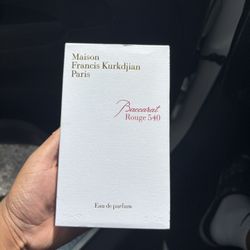 Maison
Francis Kurkdjian
Paris
Baccarat
Rouge 540
Eau de parfum